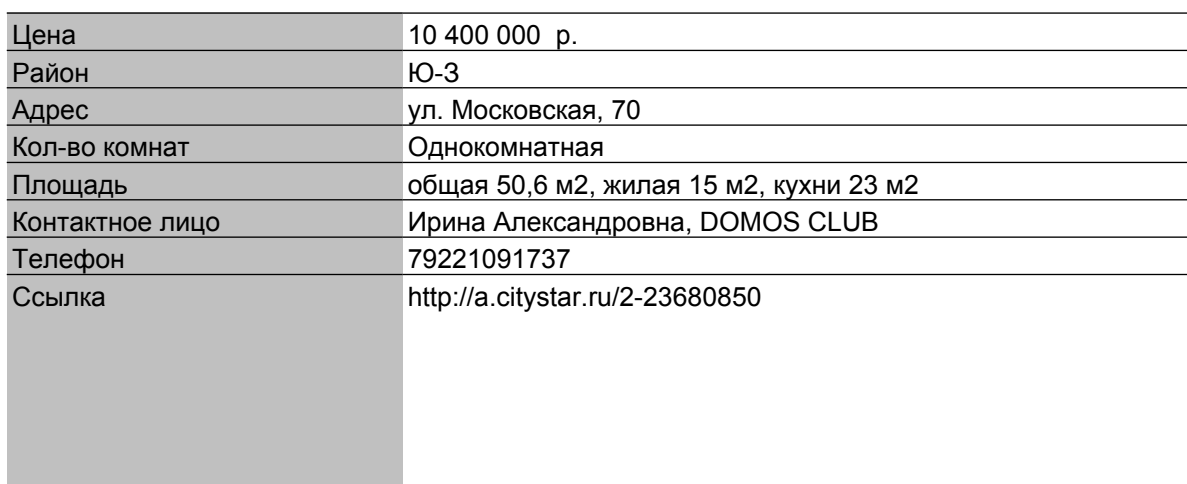 Цена 10 400 000 р.
Район Ю-З
Адрес ул. Московская, 70
Кол-во комнат Однокомнатная
Площадь общая 50,6 м2, жилая 15 м2, кухни 23 м2
Контактное лицо Ирина Александровна, DOMOS CLUB
Телефон 79221091737
Ссылка http://a.citystar.ru/2-23680850